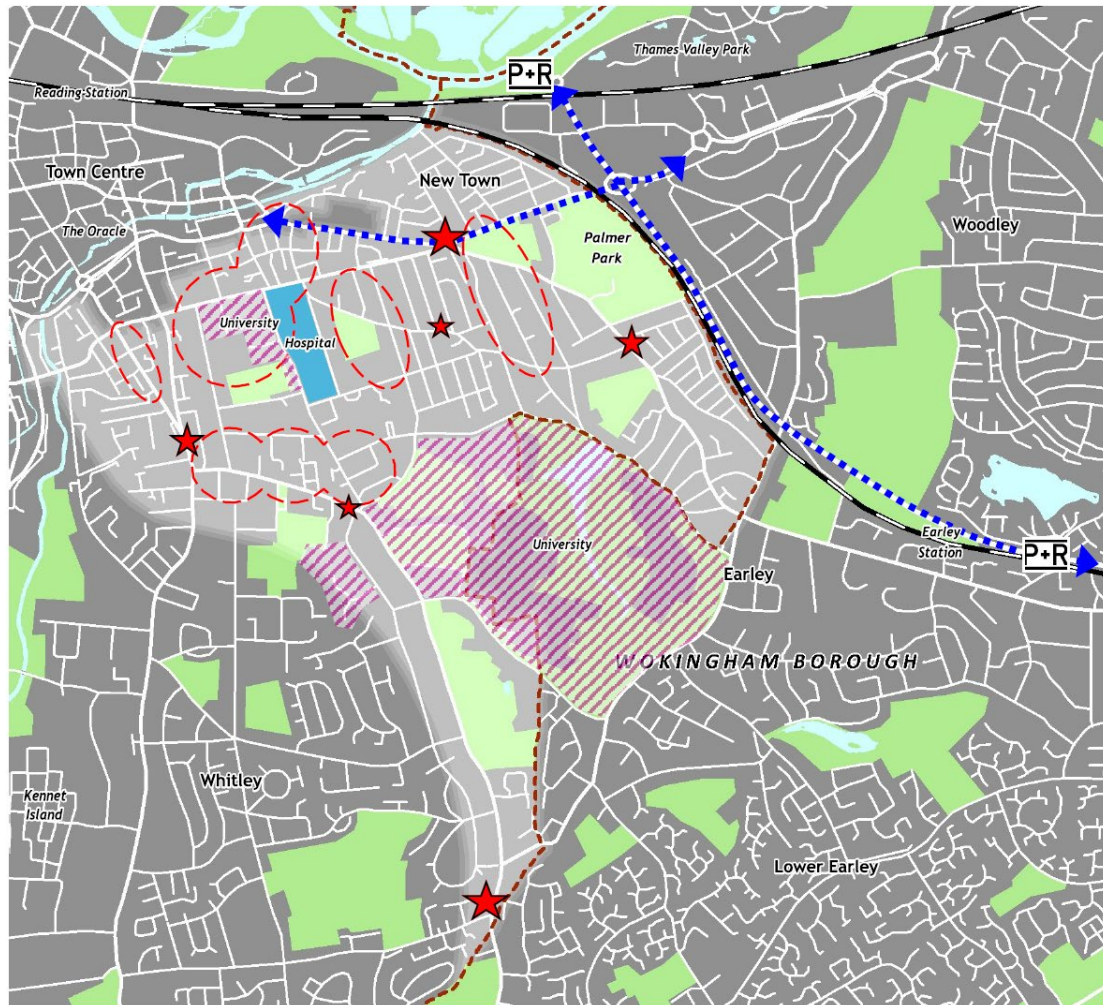 Thames Valley Park
P+R
Reading Station
Town Centre
New Town
The Oracle
Palmer
Park
Woodley
University
Hospital
Earley
Station
P+R
University
Earley
WOKINGHAM BOROUGH
Whitley
Kennet
Island
Lower Earley